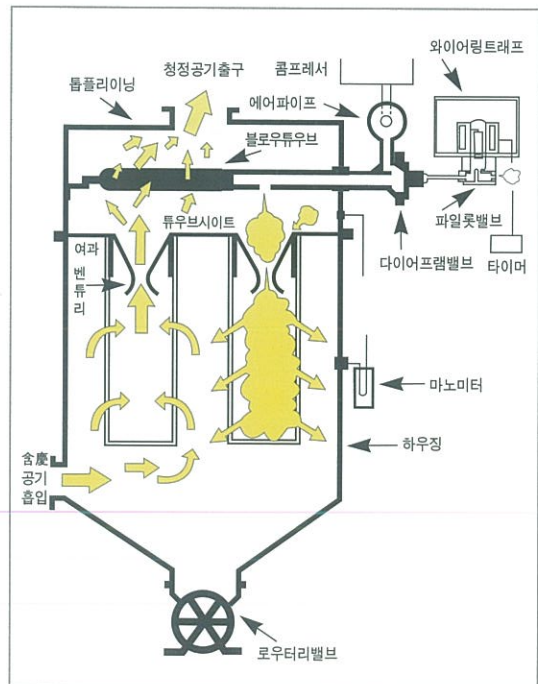 청정공기출구
콤프레서
와이어링트래프
톱플리이닝
에어파이프
블로우튜우브
파일롯밸브
튜우브시이트
다이어프램밸브
타이머
여과
벤
튜
리
마노미터
하우징
含慶
공기
흡입
로우터리밸브